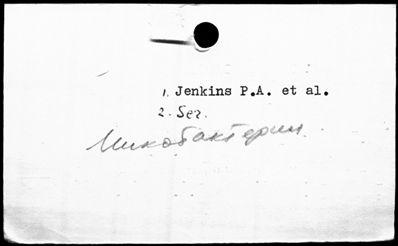 1. Jenkins P.A. et al.
2. Ser.
Микобактерии